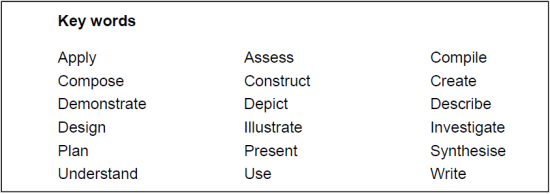 Key words
Apply Assess Compile
Compose Construct Create
Demonstrate Depict Describe
Design Illustrate Investigate
Plan Present Synthesise
Understand Use Write